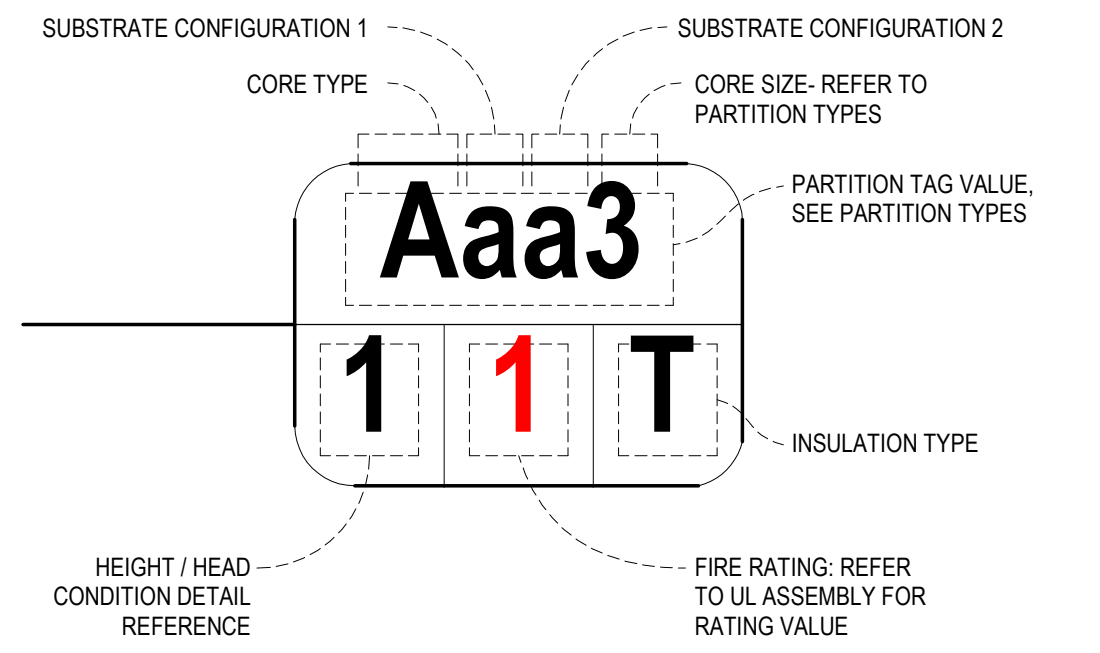 SUBSTRATE CONFIGURATION 1
SUBSTRATE CONFIGURATION 2
CORE TYPE
CORE SIZE- REFER TO
PARTITION TYPES
Aaa3
PARTITION TAG VALUE,
SEE PARTITION TYPES
1 1 T
INSULATION TYPE
HEIGHT / HEAD
CONDITION DETAIL
REFERENCE
FIRE RATING: REFER
TO UL ASSEMBLY FOR
RATING VALUE